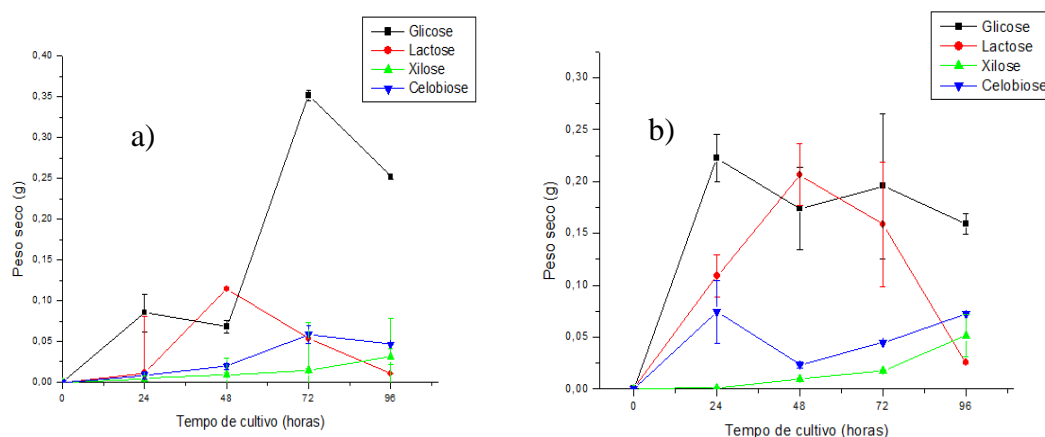 a)
Glicose
Lactose
Xilose
Celobiose
Peso seco (g)
0,40
0,35
0,30
0,25
0,20
0,15
0,10
0,05
0,00
0 24 48 72 96
Tempo de cultivo (horas)
b)
Glicose
Lactose
Xilose
Celobiose
Peso seco (g)
0,30
0,25
0,20
0,15
0,10
0,05
0,00
0 24 48 72 96
Tempo de cultivo (horas)